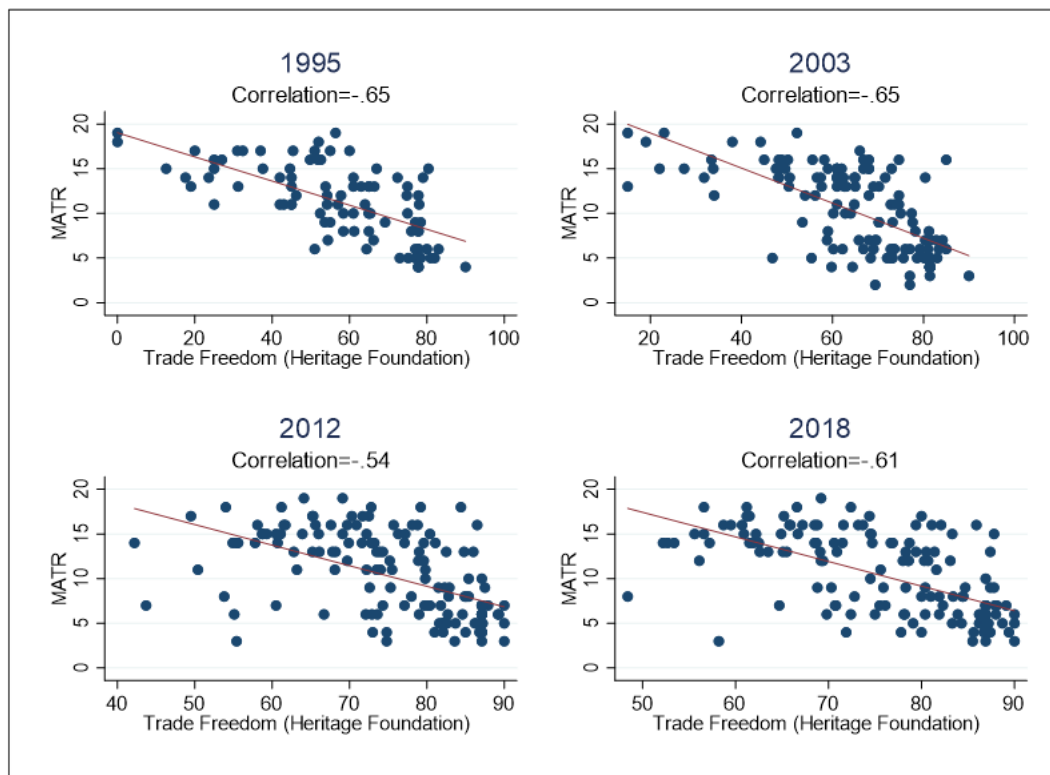 1995
Correlation=-.65
MATR
20
15
10
5
0
0 20 40 60 80 100
Trade Freedom (Heritage Foundation)
2003
Correlation=-.65
MATR
20
15
10
5
0
20 40 60 80 100
Trade Freedom (Heritage Foundation)
2012
Correlation=-.54
MATR
20
15
10
5
0
40 50 60 70 80 90
Trade Freedom (Heritage Foundation)
2018
Correlation=-.61
MATR
20
15
10
5
0
50 60 70 80 90
Trade Freedom (Heritage Foundation)